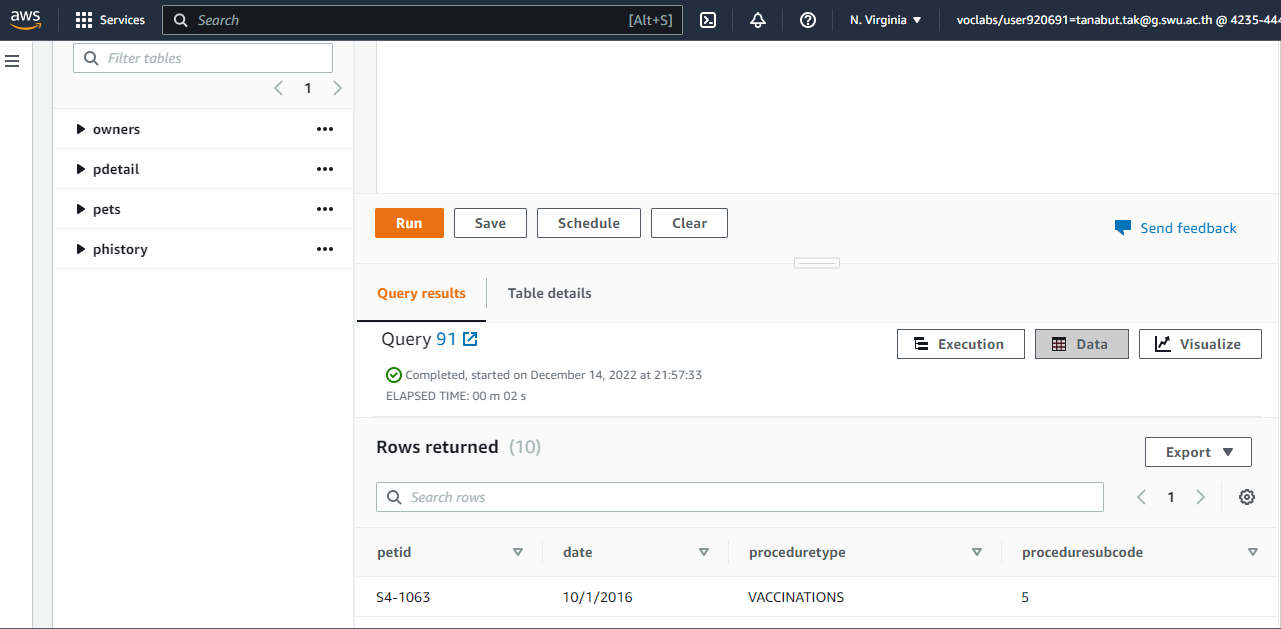 aws Services Search [Alt+S] N. Virginia voclabs/user920691=tanabut.tak@g.swu.ac.th @ 4235-444
Filter tables
1
owners
pdetail
pets
phistory
Run Save Schedule Clear Send feedback
Query results Table details
Query 91 Execution Data Visualize
Completed, started on December 14, 2022 at 21:57:33
ELAPSED TIME: 00 m 02 s
Rows returned (10) Export
Search rows 1
petid date proceduretype proceduresubcode
S4-1063 10/1/2016 VACCINATIONS 5